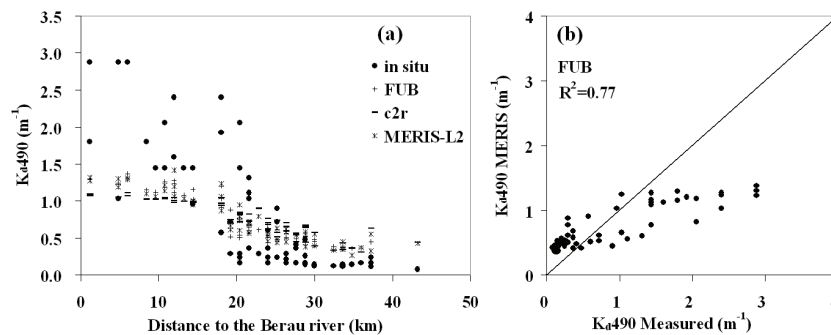 (a)
in situ
FUB
c2r
MERIS-L2
Kd490 (m-1)
3.5
3.0
2.5
2.0
1.5
1.0
0.5
0.0
0 10 20 30 40 50
Distance to the Berau river (km)
(b)
FUB
R2=0.77
Kd490 MERIS (m-1)
4
3
2
1
0
0 1 2 3 4
Kd490 Measured (m-1)